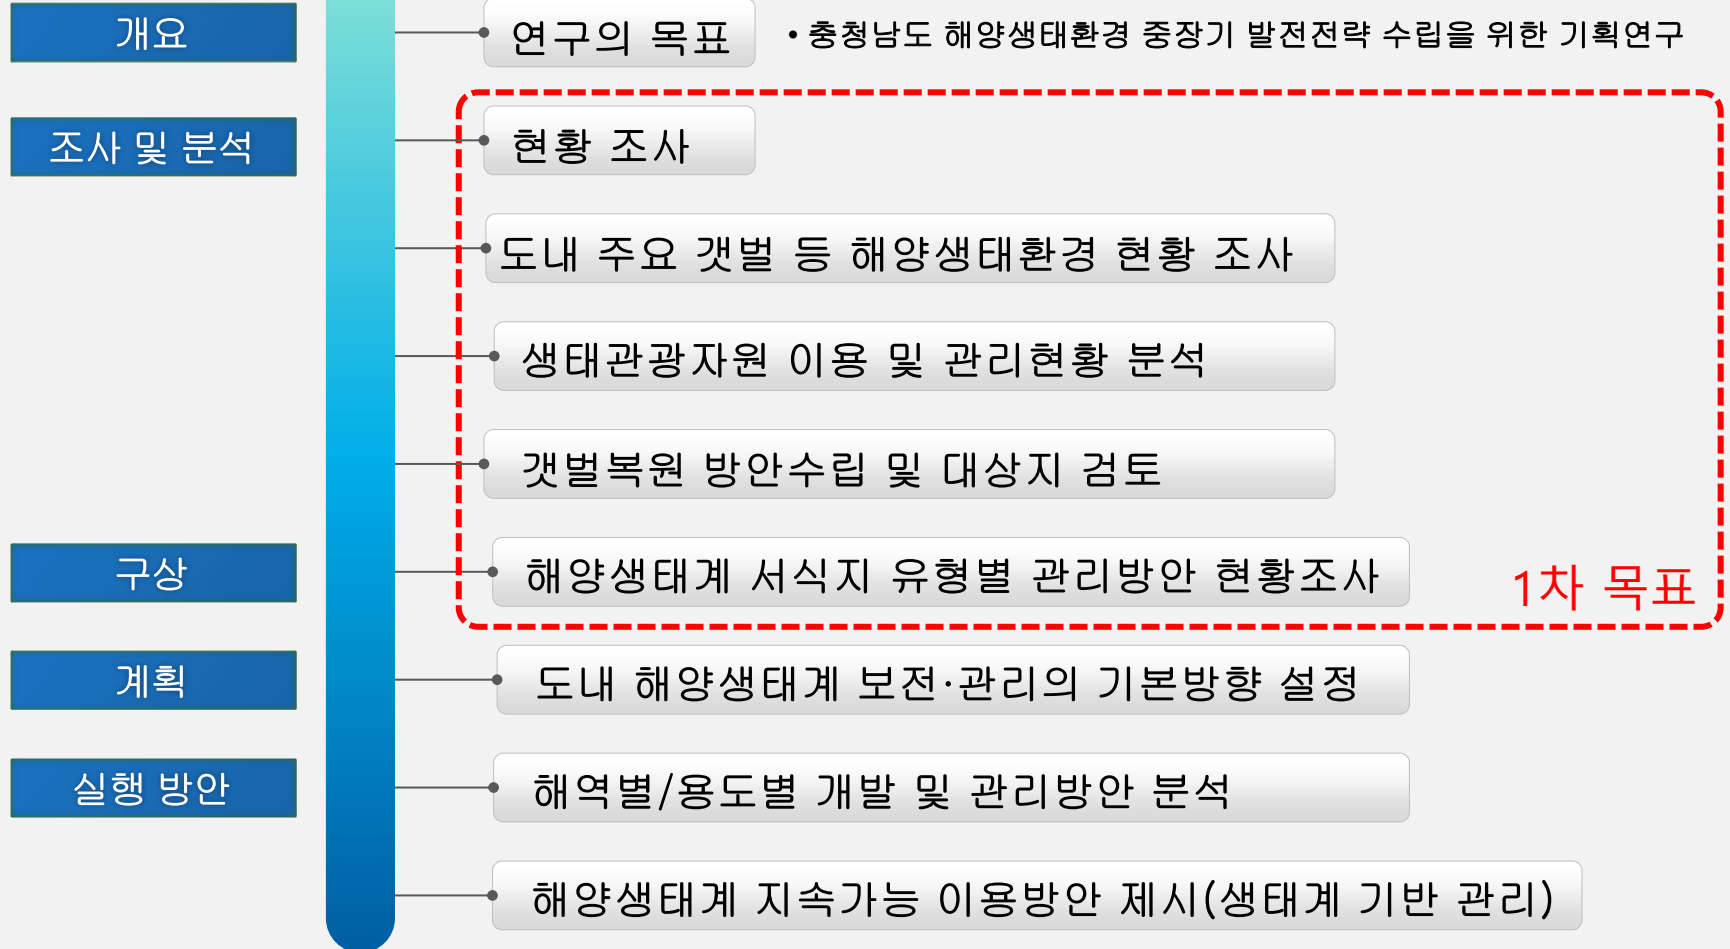 개요
연구의 목표
• 충청남도 해양생태환경 중장기 발전전략 수립을 위한 기획연구
조사 및 분석
현황 조사
도내 주요 갯벌 등 해양생태환경 현황 조사
생태관광자원 이용 및 관리현황 분석
갯벌복원 방안수립 및 대상지 검토
구상
해양생태계 서식지 유형별 관리방안 현황조사
1차 목표
계획
도내 해양생태계 보전·관리의 기본방향 설정
실행 방안
해역별/용도별 개발 및 관리방안 분석
해양생태계 지속가능 이용방안 제시(생태계 기반 관리)